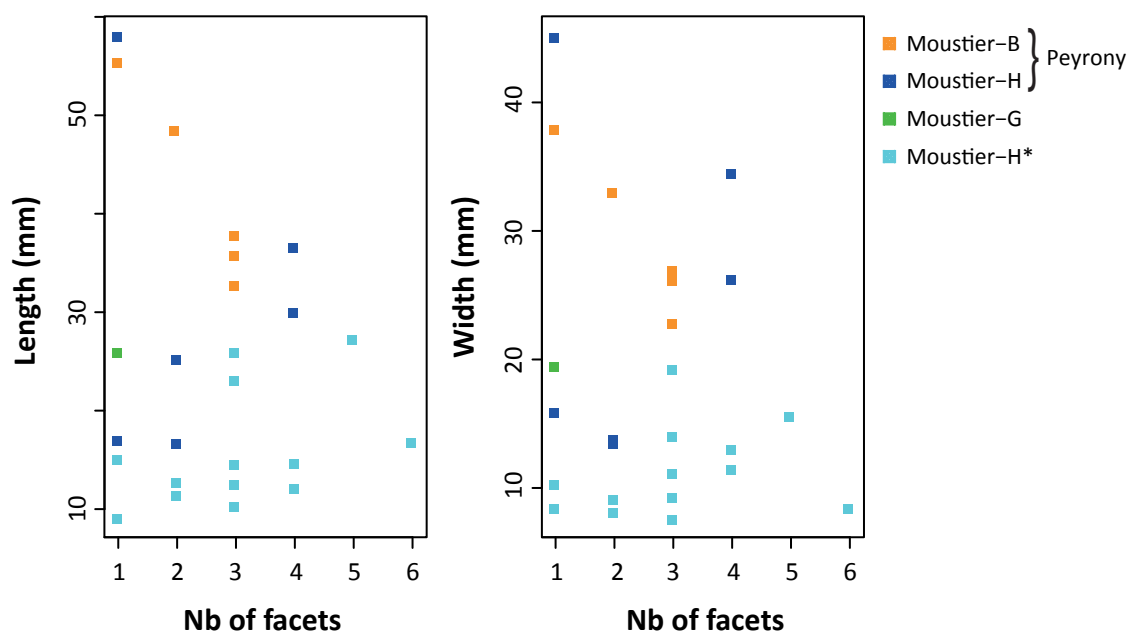 Length (mm)
50
30
10
1 2 3 4 5 6
Nb of facets
Width (mm)
40
30
20
10
1 2 3 4 5 6
Nb of facets
Moustier−B
Moustier−H
Peyrony
Moustier−G
Moustier−H*